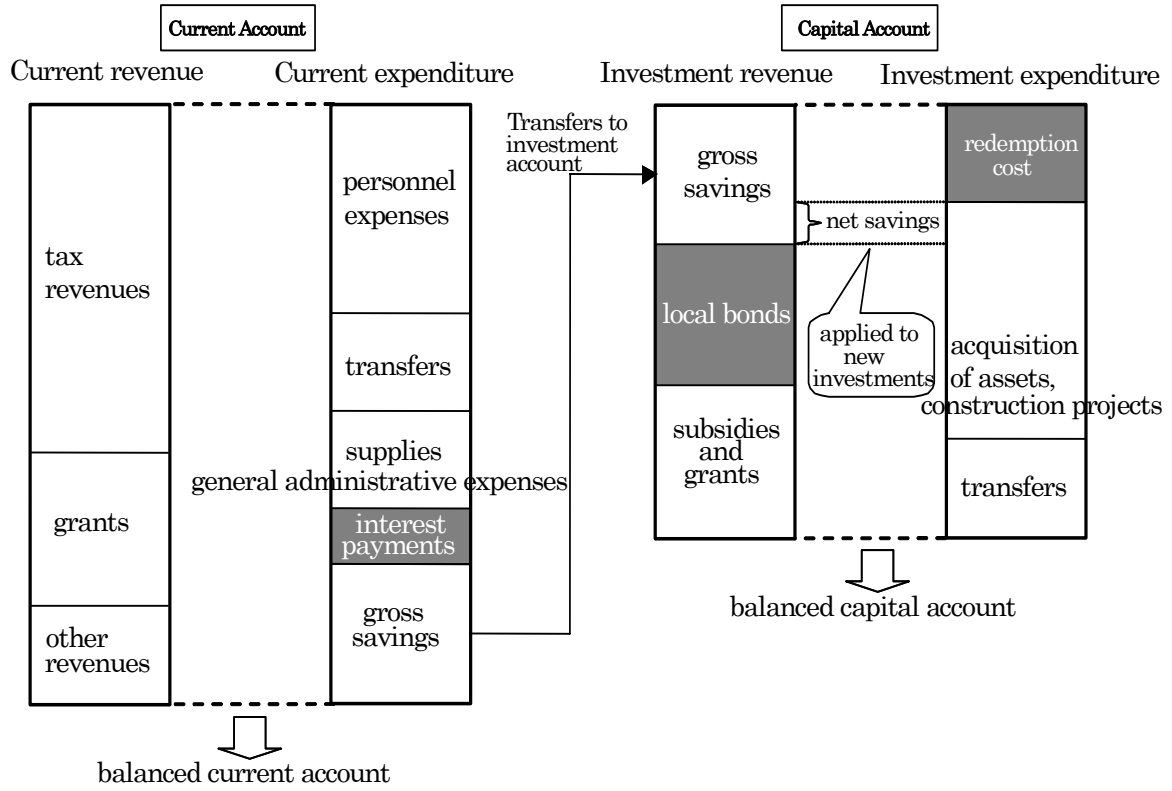 Current Account
Capital Account
Current revenue
Current expenditure
Investment revenue
Investment expenditure
tax
revenues
grants
other
revenues
personnel
expenses
transfers
supplies
general administrative expenses
interest
payments
gross
savings
balanced current account
Transfers to
investment
account
gross
savings
local bonds
subsidies
and
grants
net savings
applied to
new
investments
redemption
cost
acquisition
of assets,
construction projects
transfers
balanced capital account